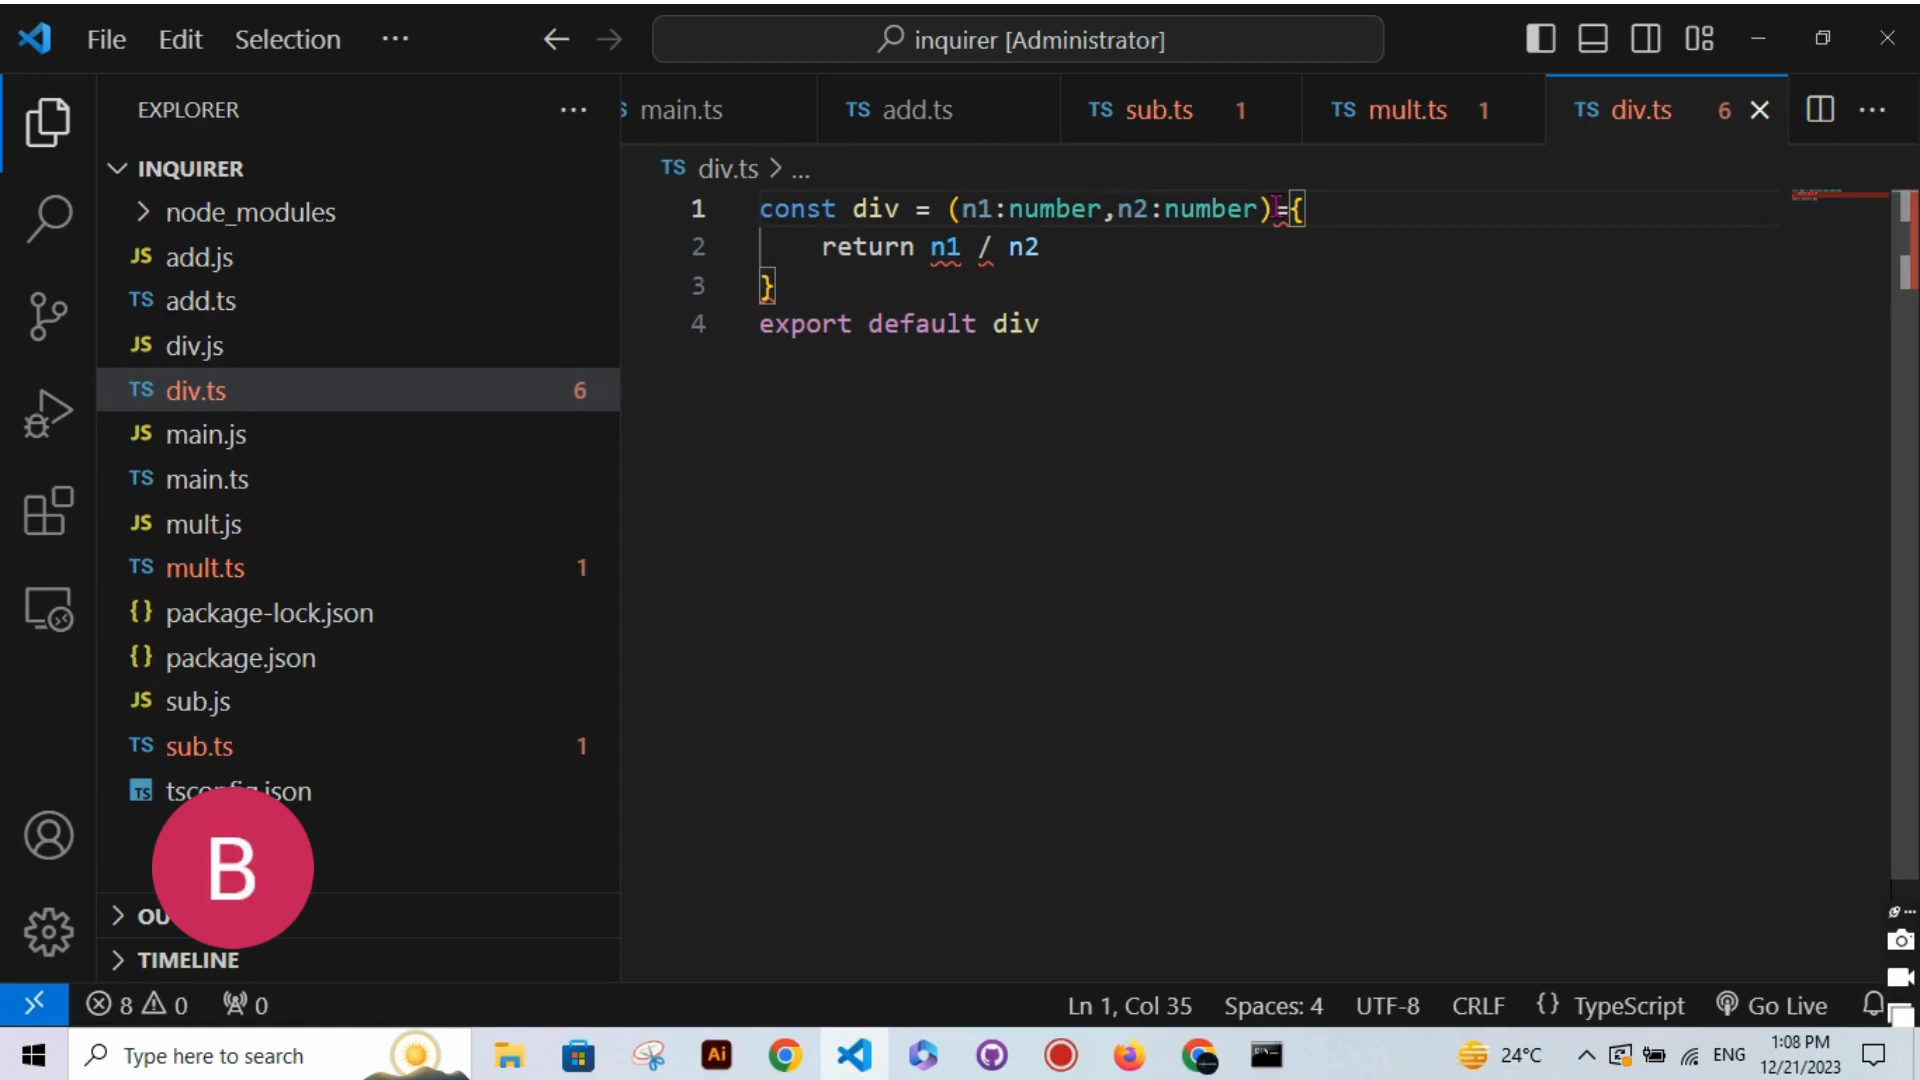 File Edit Selection ··· inquirer [Administrator]
EXPLORER ···
main.ts TS add.ts TS sub.ts 1 TS mult.ts 1 TS div.ts 6 ···
INQUIRER
TS div.ts > ...
node_modules
JS add.js
TS add.ts
JS div.js
TS div.ts 6
JS main.js
TS main.ts
JS mult.js
TS mult.ts 1
{} package-lock.json
{} package.json
JS sub.js
TS sub.ts 1
TS tsconfig.json
B
OU
TIMELINE
1 const div = (n1:number,n2:number)={
2 return n1 / n2
3 }
4 export default div
8 0 0 Ln 1, Col 35 Spaces: 4 UTF-8 CRLF {} TypeScript Go Live
Type here to search Ai 24°C ENG 1:08 PM
12/21/2023